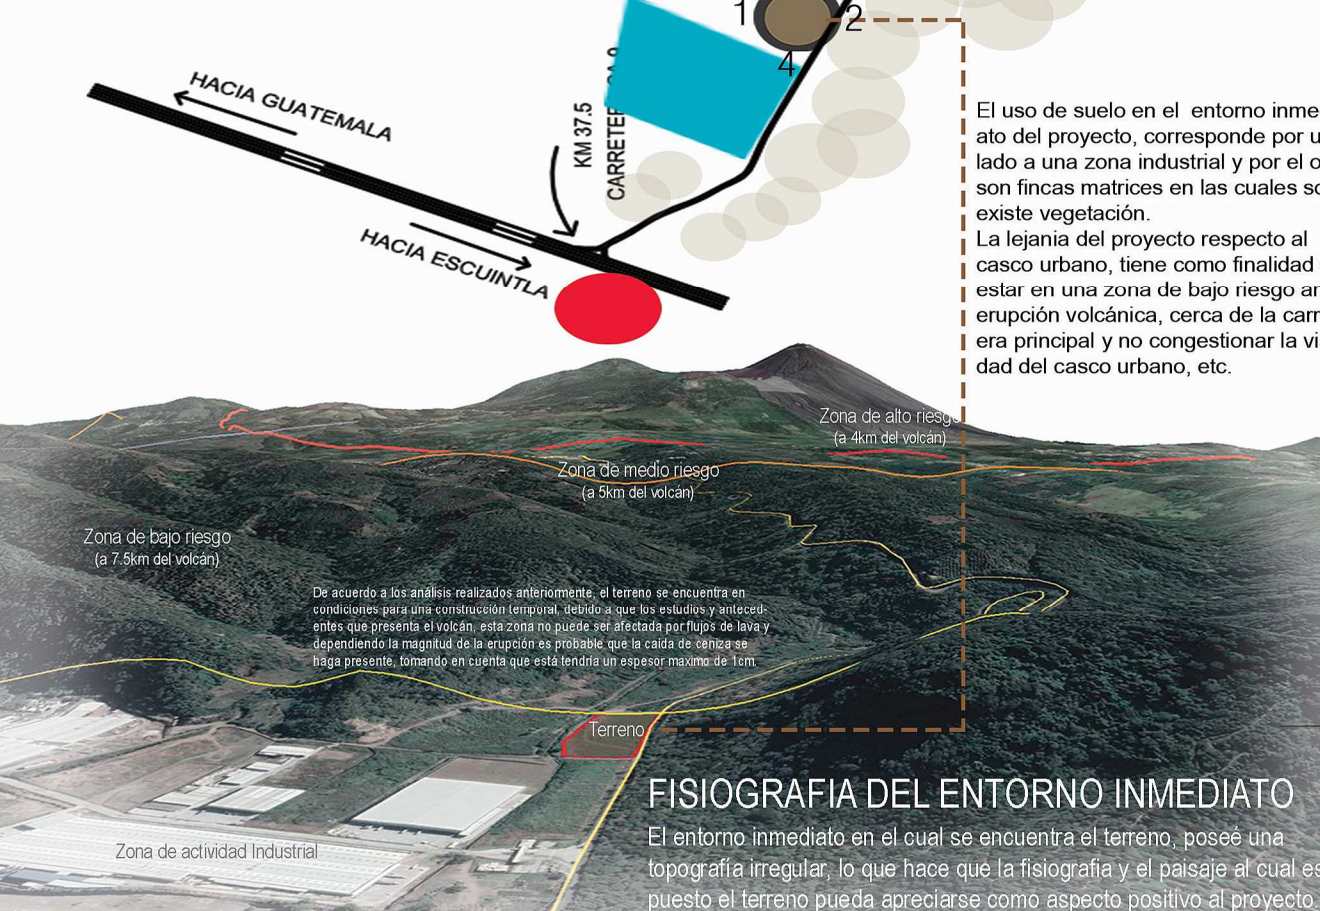 1
2
4
HACIA GUATEMALA
KM 37.5
HACIA ESCUINTLA
El uso de suelo en el entorno inme
ato del proyecto, corresponde por u
lado a una zona industrial y por el o
son fincas matrices en las cuales so
existe vegetación.
La lejania del proyecto respecto al
casco urbano, tiene como finalidad
estar en una zona de bajo riesgo an
erupción volcánica, cerca de la carr
era principal y no congestionar la vi
dad del casco urbano, etc.
Zona de alto riesgo
(a 4km del volcán)
Zona de medio riesgo
(a 5km del volcán)
Zona de bajo riesgo
(a 7.5km del volcán)
De acuerdo a los análisis realizados anteriormente, el terreno se encuentra en
condiciones para una construcción temporal, debido a que los estudios y anteced-
entes que presenta el volcán, esta zona no puede ser afectada por flujos de lava y
dependiendo la magnitud de la erupción es probable que la caída de ceniza se
haga presente, tomando en cuenta que está tendría un espesor maximo de 1cm.
Terreno
Zona de actividad Industrial
FISIOGRAFIA DEL ENTORNO INMEDIATO
El entorno inmediato en el cual se encuentra el terreno, poseé una
topografía irregular, lo que hace que la fisiografia y el paisaje al cual es
puesto el terreno pueda apreciarse como aspecto positivo al proyecto.